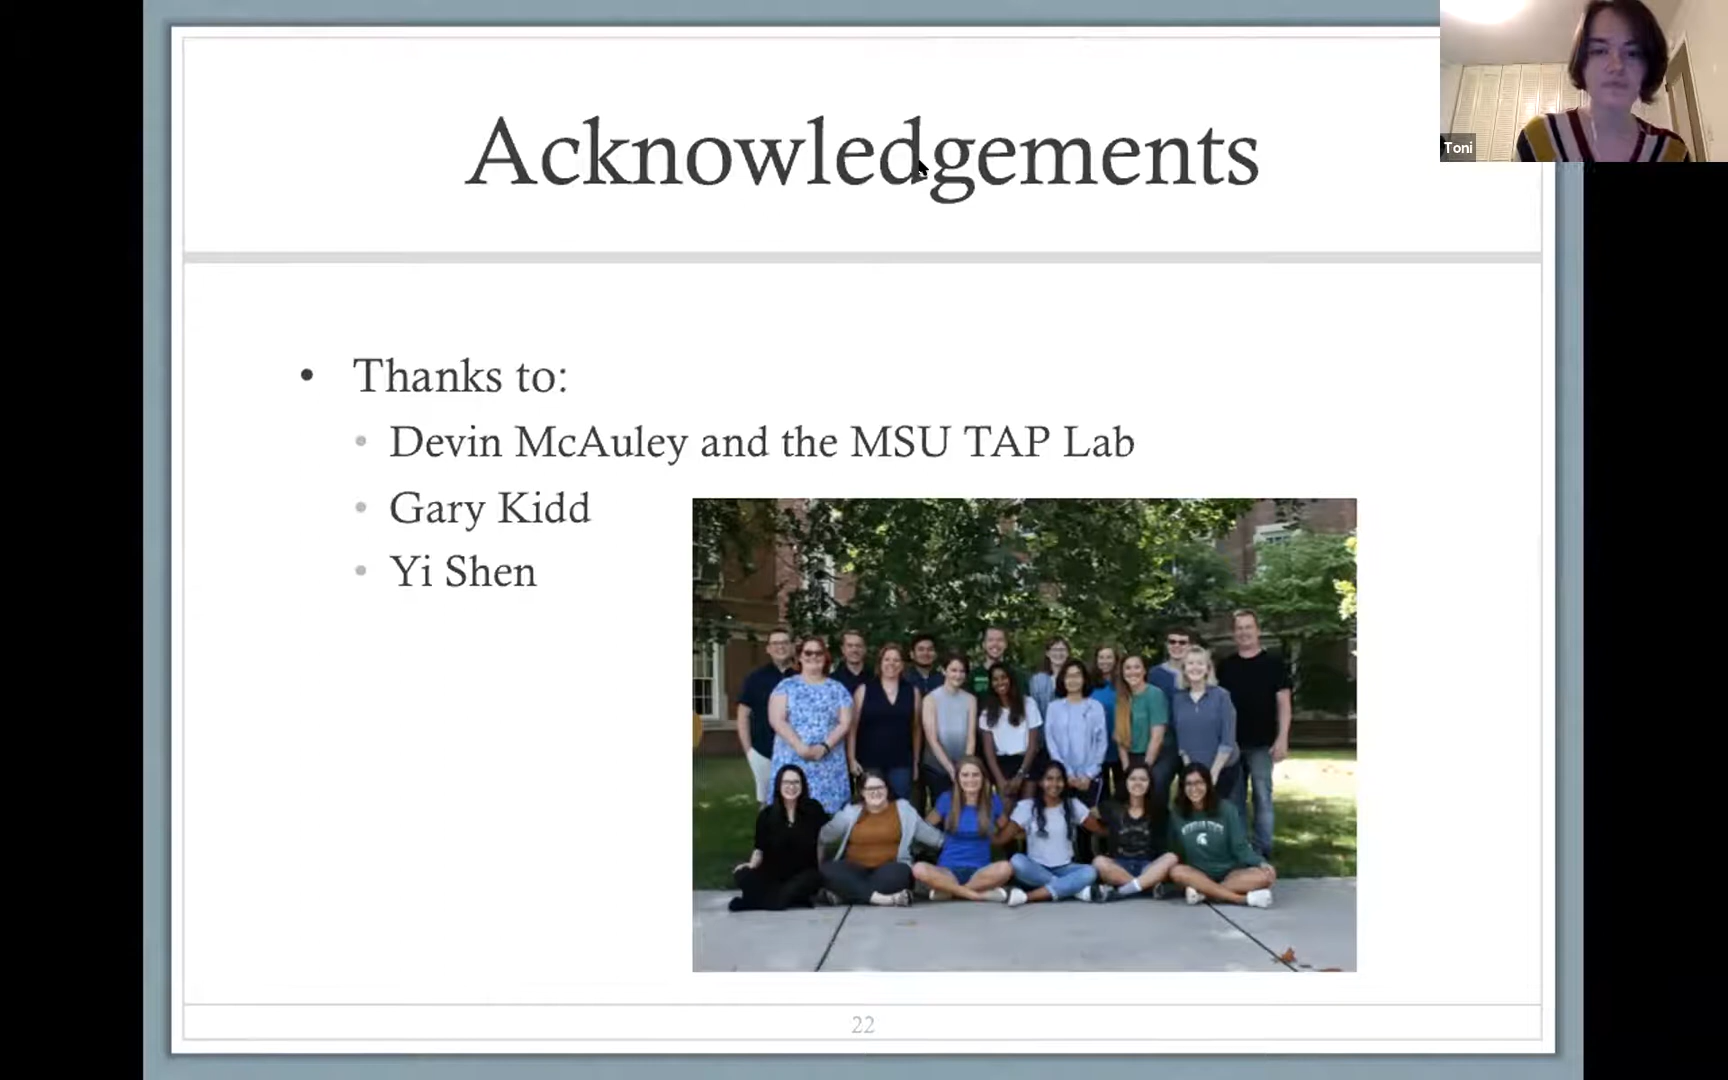 Acknowledgements
Toni
• Thanks to:
• Devin McAuley and the MSU TAP Lab
• Gary Kidd
• Yi Shen
22